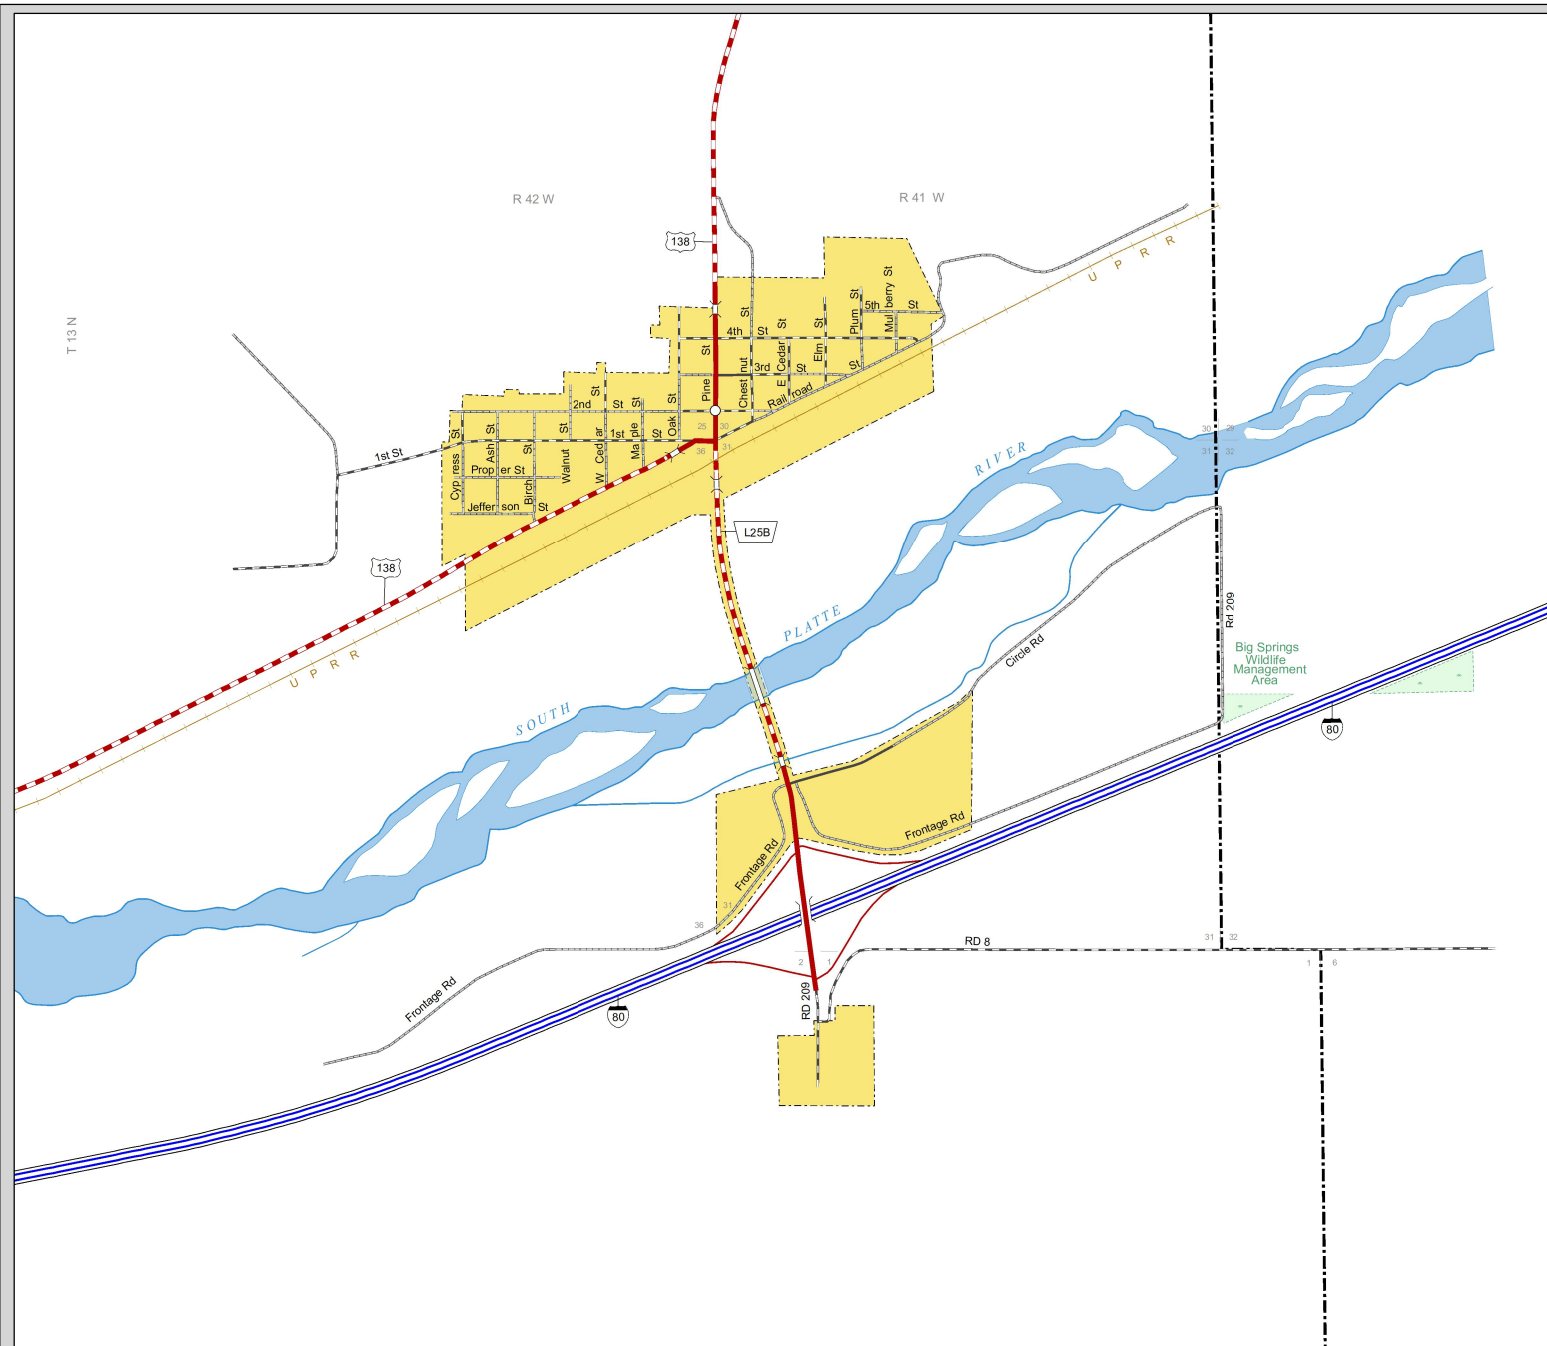 R 42 W
R 41 W
138
U P R R
T 13 N
Mulberry St
Plum St
5th St
Elm St
E Cedar St
4th St
Chestnut St
Pine St
3rd St
Railroad St
2nd St
W Cedar St
Maple St
Oak St
Walnut St
1st St
1st St
25
30
36
31
Cypress St
Ash St
Birch St
Proper St
Jefferson St
RIVER
30
29
31
32
L25B
138
U P R R
PLATTE
SOUTH
Rd 209
Circle Rd
Big Springs
Wildlife
Management
Area
80
Frontage Rd
Frontage Rd
31
36
31
32
RD 8
2
1
1
6
Frontage Rd
RD 209
80